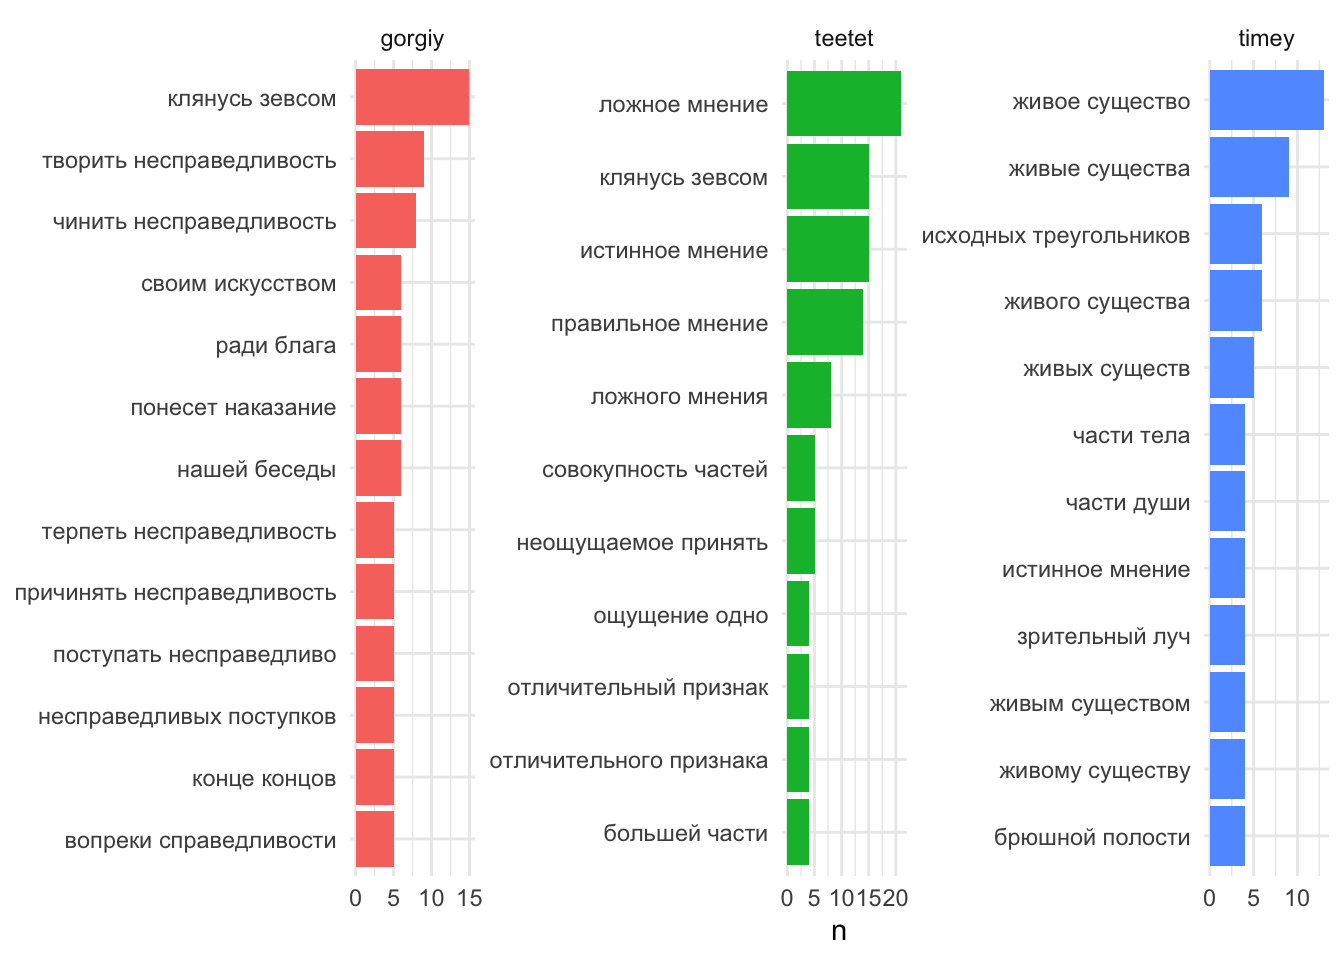 gorgiy
клянусь зевсом
творить несправедливость
чинить несправедливость
своим искусством
ради блага
понесет наказание
нашей беседы
терпеть несправедливость
причинять несправедливость
поступать несправедливо
несправедливых поступков
конце концов
вопреки справедливости
0 5 10 15
teetet
ложное мнение
клянусь зевсом
истинное мнение
правильное мнение
ложного мнения
совокупность частей
неощущаемое принять
ощущение одно
отличительный признак
отличительного признака
большей части
0 5 10 15 20
timey
живое существо
живые существа
исходных треугольников
живого существа
живых существ
части тела
части души
истинное мнение
зрительный луч
живым существом
живому существу
брюшной полости
0 5 10
n